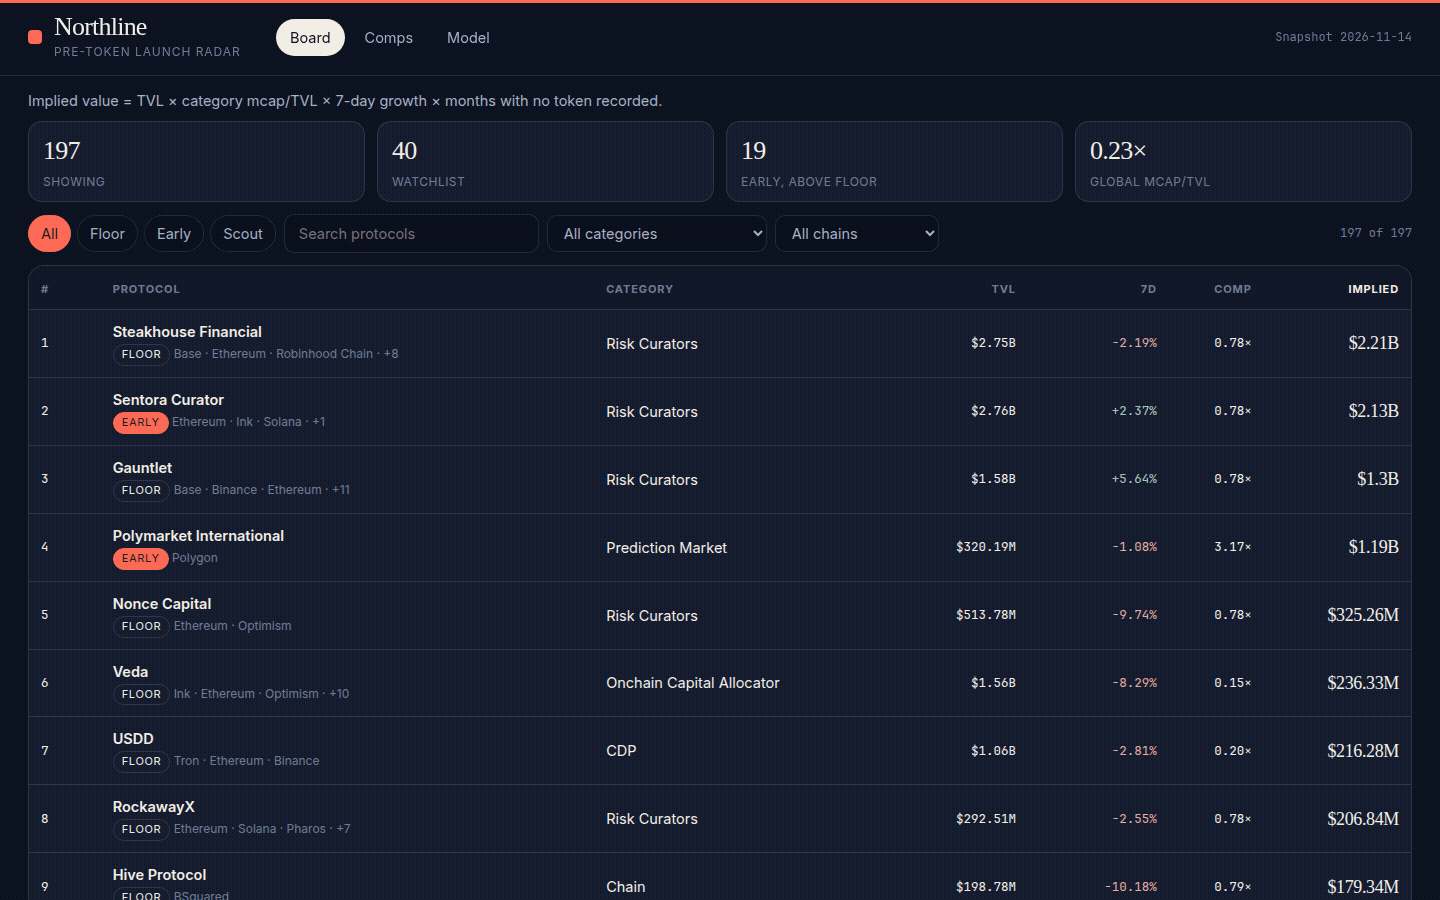 Northline
PRE-TOKEN LAUNCH RADAR
Board
Comps
Model
Snapshot 2026-11-14
Implied value = TVL × category mcap/TVL × 7-day growth × months with no token recorded.
197
SHOWING
40
WATCHLIST
19
EARLY, ABOVE FLOOR
0.23×
GLOBAL MCAP/TVL
All
Floor
Early
Scout
Search protocols
All categories
All chains
197 of 197
# PROTOCOL CATEGORY TVL 7D COMP IMPLIED
1 Steakhouse Financial Risk Curators $2.75B -2.19% 0.78× $2.21B
FLOOR Base · Ethereum · Robinhood Chain · +8
2 Sentora Curator Risk Curators $2.76B +2.37% 0.78× $2.13B
EARLY Ethereum · Ink · Solana · +1
3 Gauntlet Risk Curators $1.58B +5.64% 0.78× $1.3B
FLOOR Base · Binance · Ethereum · +11
4 Polymarket International Prediction Market $320.19M -1.08% 3.17× $1.19B
EARLY Polygon
5 Nonce Capital Risk Curators $513.78M -9.74% 0.78× $325.26M
FLOOR Ethereum · Optimism
6 Veda Onchain Capital Allocator $1.56B -8.29% 0.15× $236.33M
FLOOR Ink · Ethereum · Optimism · +10
7 USDD CDP $1.06B -2.81% 0.20× $216.28M
FLOOR Tron · Ethereum · Binance
8 RockawayX Risk Curators $292.51M -2.55% 0.78× $206.84M
FLOOR Ethereum · Solana · Pharos · +7
9 Hive Protocol Chain $198.78M -10.18% 0.79× $179.34M
FLOOR BSquared